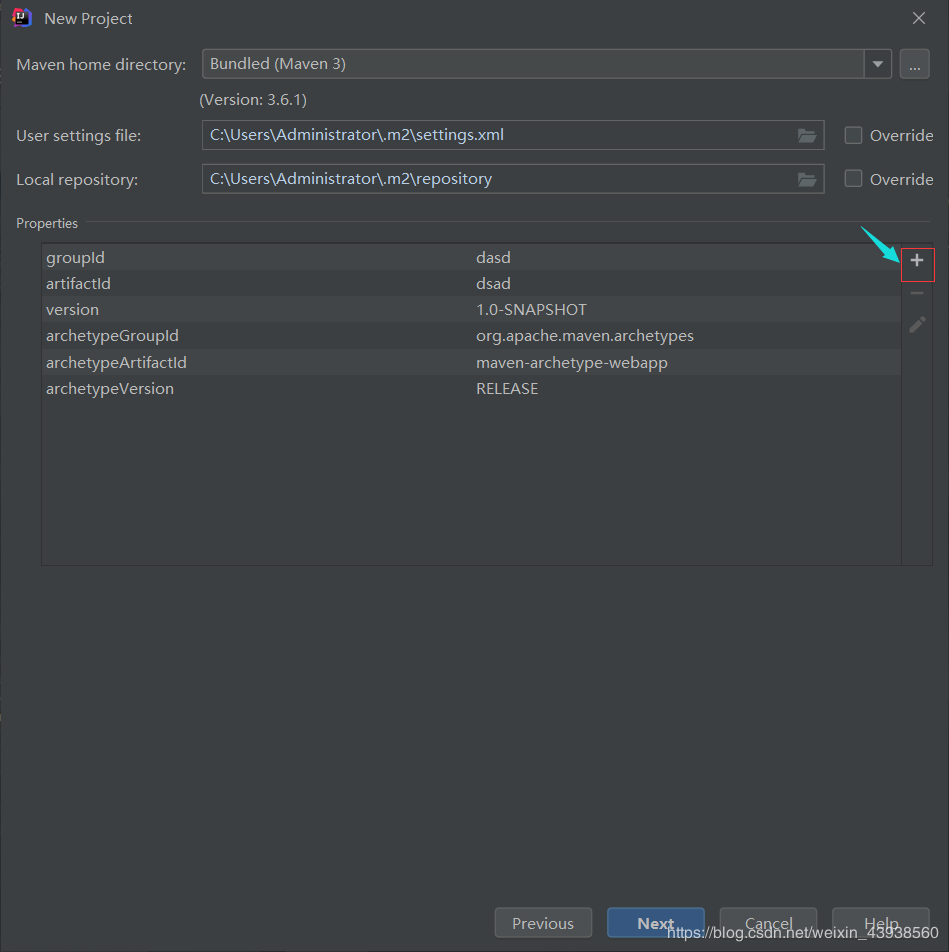 New Project
Maven home directory: Bundled (Maven 3) ...
(Version: 3.6.1)
User settings file: C:\Users\Administrator\.m2\settings.xml Override
Local repository: C:\Users\Administrator\.m2\repository Override
Properties
groupId dasd
artifactId dsad
version 1.0-SNAPSHOT
archetypeGroupId org.apache.maven.archetypes
archetypeArtifactId maven-archetype-webapp
archetypeVersion RELEASE
Previous Next Cancel Help
https://blog.csdn.net/weixin_43938560